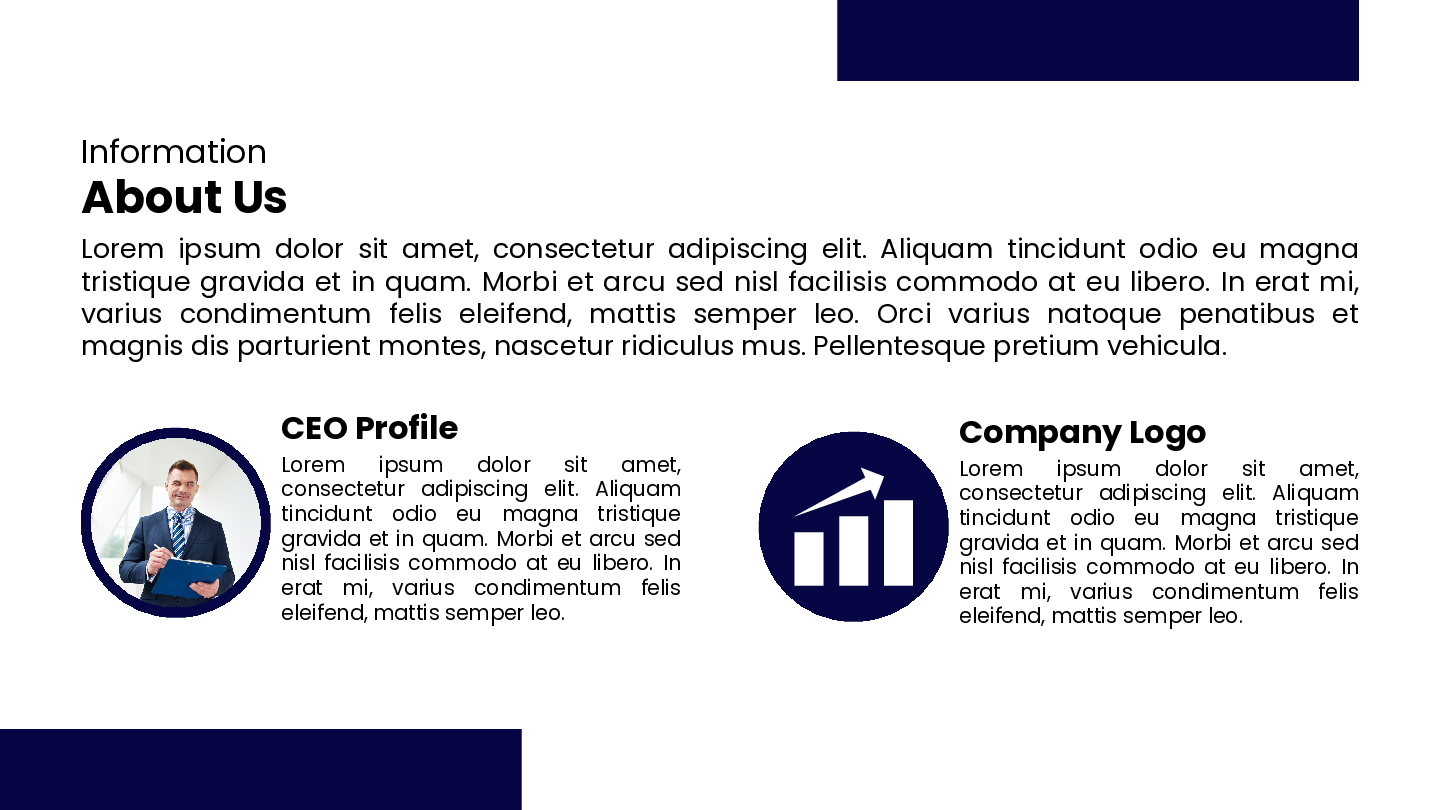 Information
About Us
Lorem ipsum dolor sit amet, consectetur adipiscing elit. Aliquam tincidunt odio eu magna
tristique gravida et in quam. Morbi et arcu sed nisl facilisis commodo at eu libero. In erat mi,
varius condimentum felis eleifend, mattis semper leo. Orci varius natoque penatibus et
magnis dis parturient montes, nascetur ridiculus mus. Pellentesque pretium vehicula.
CEO Profile
Lorem ipsum dolor sit amet,
consectetur adipiscing elit. Aliquam
tincidunt odio eu magna tristique
gravida et in quam. Morbi et arcu sed
nisl facilisis commodo at eu libero. In
erat mi, varius condimentum felis
eleifend, mattis semper leo.
Company Logo
Lorem ipsum dolor sit amet,
consectetur adipiscing elit. Aliquam
tincidunt odio eu magna tristique
gravida et in quam. Morbi et arcu sed
nisl facilisis commodo at eu libero. In
erat mi, varius condimentum felis
eleifend, mattis semper leo.